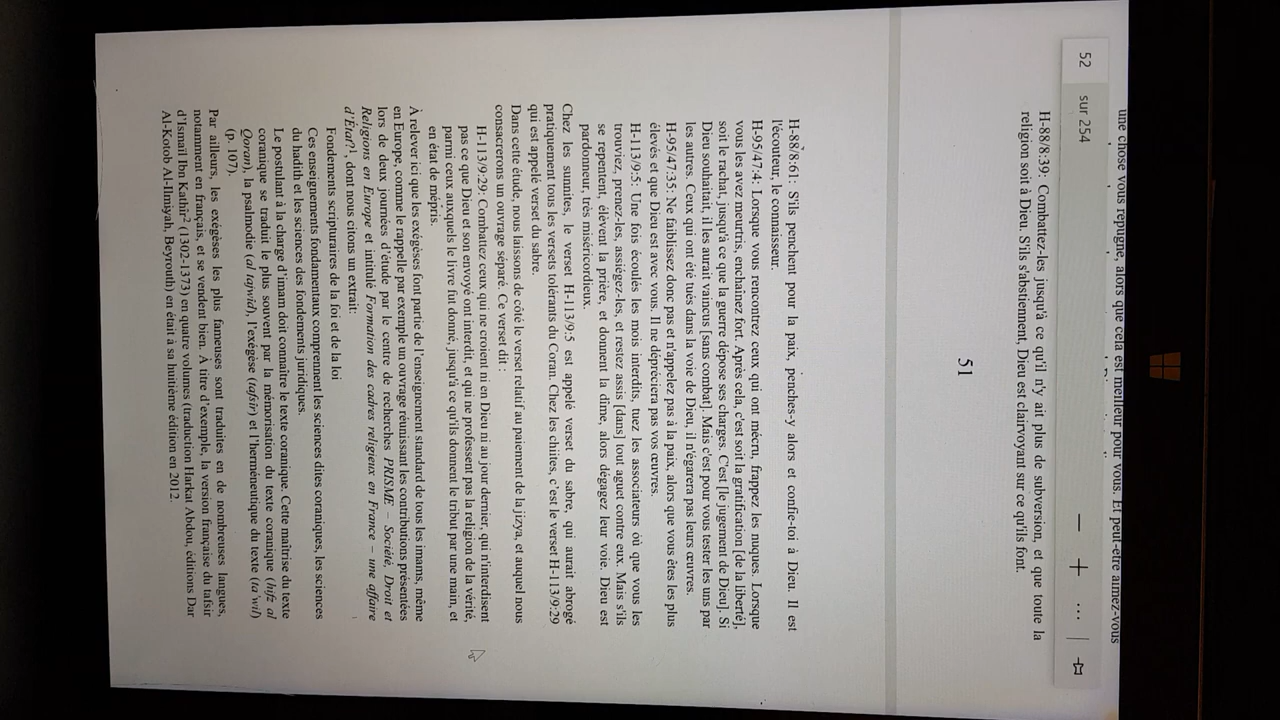 une chose vous répugne, alors que cela est meilleur pour vous. Et peut-être aimez-vous
52 sur 254
H-88/8:39: Combattez-les jusqu'à ce qu'il n'y ait plus de subversion, et que toute la
religion soit à Dieu. S'ils s'abstiennent, Dieu est clairvoyant sur ce qu'ils font.
51
H-88/8:61: S'ils penchent pour la paix, penches-y alors et confie-toi à Dieu. Il est
l'écouteur, le connaisseur.
H-95/47:4: Lorsque vous rencontrez ceux qui ont mécru, frappez les nuques. Lorsque
vous les avez meurtris, enchaînez fort. Après cela, c'est soit la gratification [de la liberté],
soit le rachat, jusqu'à ce que la guerre dépose ses charges. C'est [le jugement de Dieu]. Si
Dieu souhaitait, il les aurait vaincus [sans combat]. Mais c'est pour vous tester les uns par
les autres. Ceux qui ont été tués dans la voie de Dieu, il n'égarera pas leurs œuvres.
H-95/47:35: Ne faiblissez donc pas et n'appelez pas à la paix, alors que vous êtes les plus
élevés et que Dieu est avec vous. Il ne dépréciera pas vos œuvres.
H-113/9:5: Une fois écoulés les mois interdits, tuez les associateurs où que vous les
trouviez, prenez-les, assiégez-les, et restez assis [dans] tout aguet contre eux. Mais s'ils
se repentent, élèvent la prière, et donnent la dîme, alors dégagez leur voie. Dieu est
pardonneur, très miséricordieux.
Chez les sunnites, le verset H-113/9:5 est appelé verset du sabre, qui aurait abrogé
pratiquement tous les versets tolérants du Coran. Chez les chiites, c'est le verset H-113/9:29
qui est appelé verset du sabre.
Dans cette étude, nous laissons de côté le verset relatif au paiement de la jizya, et auquel nous
consacrerons un ouvrage séparé. Ce verset dit :
H-113/9:29: Combattez ceux qui ne croient ni en Dieu ni au jour dernier, qui n'interdisent
pas ce que Dieu et son envoyé ont interdit, et qui ne professent pas la religion de la vérité,
parmi ceux auxquels le livre fut donné, jusqu'à ce qu'ils donnent le tribut par une main, et
en état de mépris.
À relever ici que les exégèses font partie de l'enseignement standard de tous les imams, même
en Europe, comme le rappelle par exemple un ouvrage réunissant les contributions présentées
lors de deux journées d'étude par le centre de recherches PRISME – Société, Droit et
Religions en Europe et intitulé Formation des cadres religieux en France – une affaire
d'État?¹, dont nous citons un extrait:
Fondements scripturaires de la foi et de la loi
Ces enseignements fondamentaux comprennent les sciences dites coraniques, les sciences
du hadith et les sciences des fondements juridiques.
Le postulant à la charge d'imam doit connaître le texte coranique. Cette maîtrise du texte
coranique se traduit le plus souvent par la mémorisation du texte coranique (hifz al
Qoran), la psalmodie (al tajwîd), l'exégèse (tafsir) et l'herméneutique du texte (ta'wil)
(p. 107).
Par ailleurs, les exégèses les plus fameuses sont traduites en de nombreuses langues,
notamment en français, et se vendent bien. À titre d'exemple, la version française du tafsir
d'Ismaïl Ibn Kathir² (1302-1373) en quatre volumes (traduction Harkat Abdou, éditions Dar
Al-Kotob Al-Ilmiyah, Beyrouth) en était à sa huitième édition en 2012.